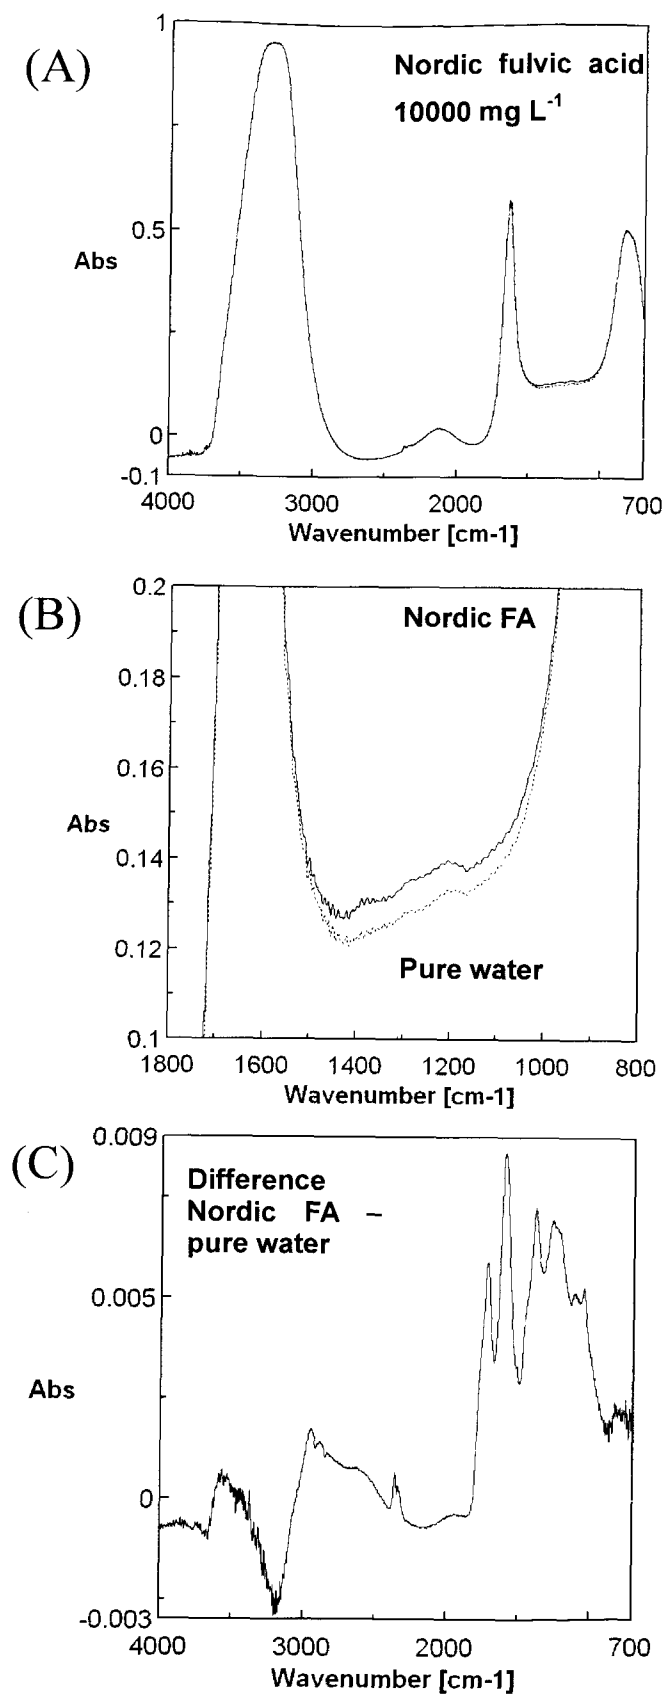 (A)
1
Nordic fulvic acid
10000 mg L-1
0.5
Abs
0
-0.1
4000 3000 2000 700
Wavenumber [cm-1]
(B)
0.2
Nordic FA
0.18
0.16
Abs
0.14
0.12
Pure water
0.1
1800 1600 1400 1200 1000 800
Wavenumber [cm-1]
(C)
0.009
Difference
Nordic FA –
pure water
0.005
Abs
0
-0.003
4000 3000 2000 700
Wavenumber [cm-1]